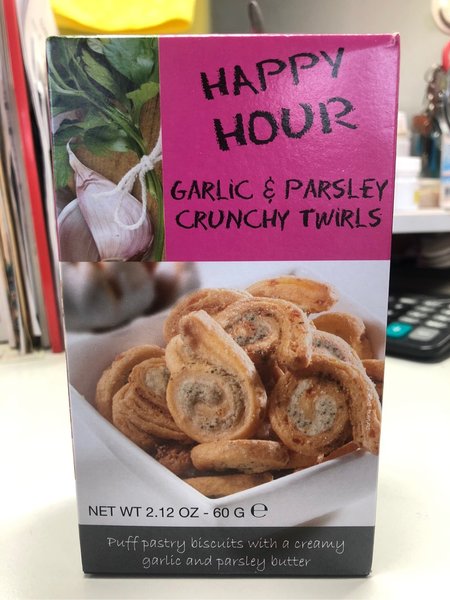 HAPPY
HOUR
GARLIC & PARSLEY
CRUNCHY TWIRLS
NET WT 2.12 OZ - 60 G ℮
Puff pastry biscuits with a creamy
garlic and parsley butter